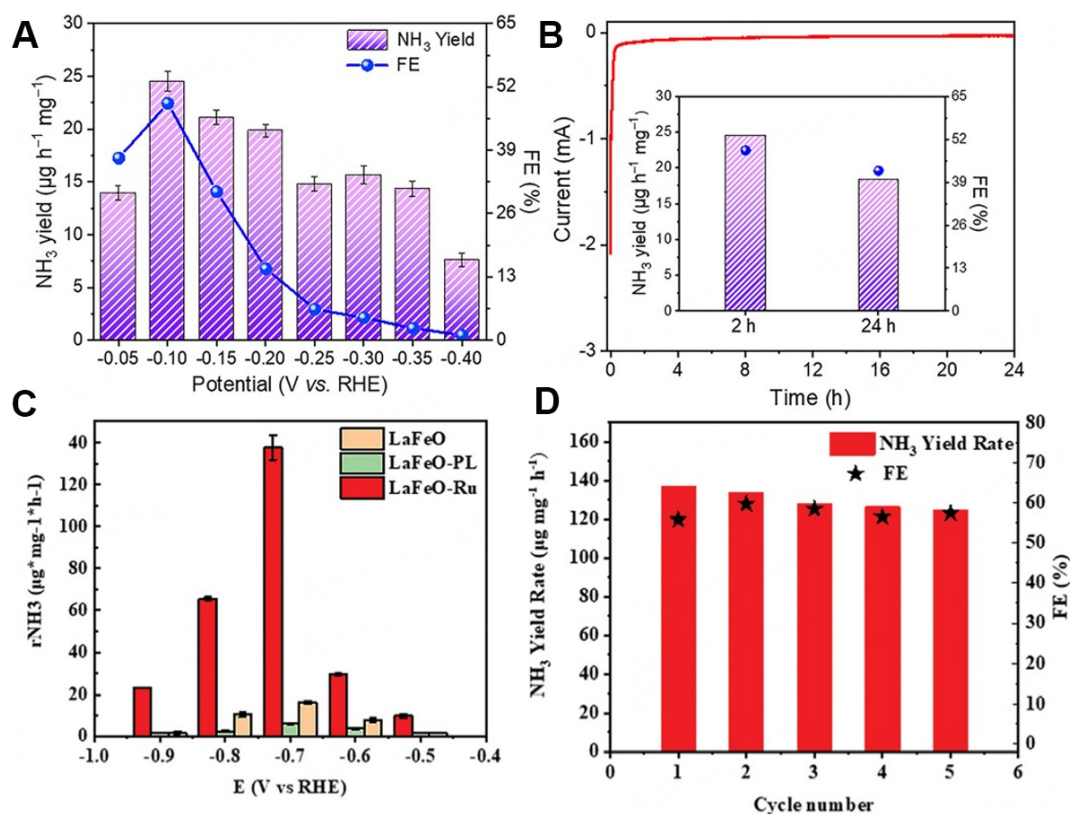 A
NH₃ Yield
FE
NH₃ yield (µg h⁻¹ mg⁻¹)
30
25
20
15
10
5
0
65
52
39
26
13
0
FE (%)
-0.05 -0.10 -0.15 -0.20 -0.25 -0.30 -0.35 -0.40
Potential (V vs. RHE)
B
Current (mA)
0
-1
-2
-3
NH₃ yield (µg h⁻¹ mg⁻¹)
30
25
20
15
10
5
0
65
52
39
26
13
0
FE (%)
2 h 24 h
0 4 8 12 16 20 24
Time (h)
C
LaFeO
LaFeO-PL
LaFeO-Ru
rNH3 (µg*mg-1*h-1)
40
120
100
80
60
40
20
0
-1.0 -0.9 -0.8 -0.7 -0.6 -0.5 -0.4
E (V vs RHE)
D
NH₃ Yield Rate
FE
NH₃ Yield Rate (µg mg⁻¹ h⁻¹)
160
140
120
100
80
60
40
20
0
80
70
60
50
40
30
20
10
0
FE (%)
0 1 2 3 4 5 6
Cycle number